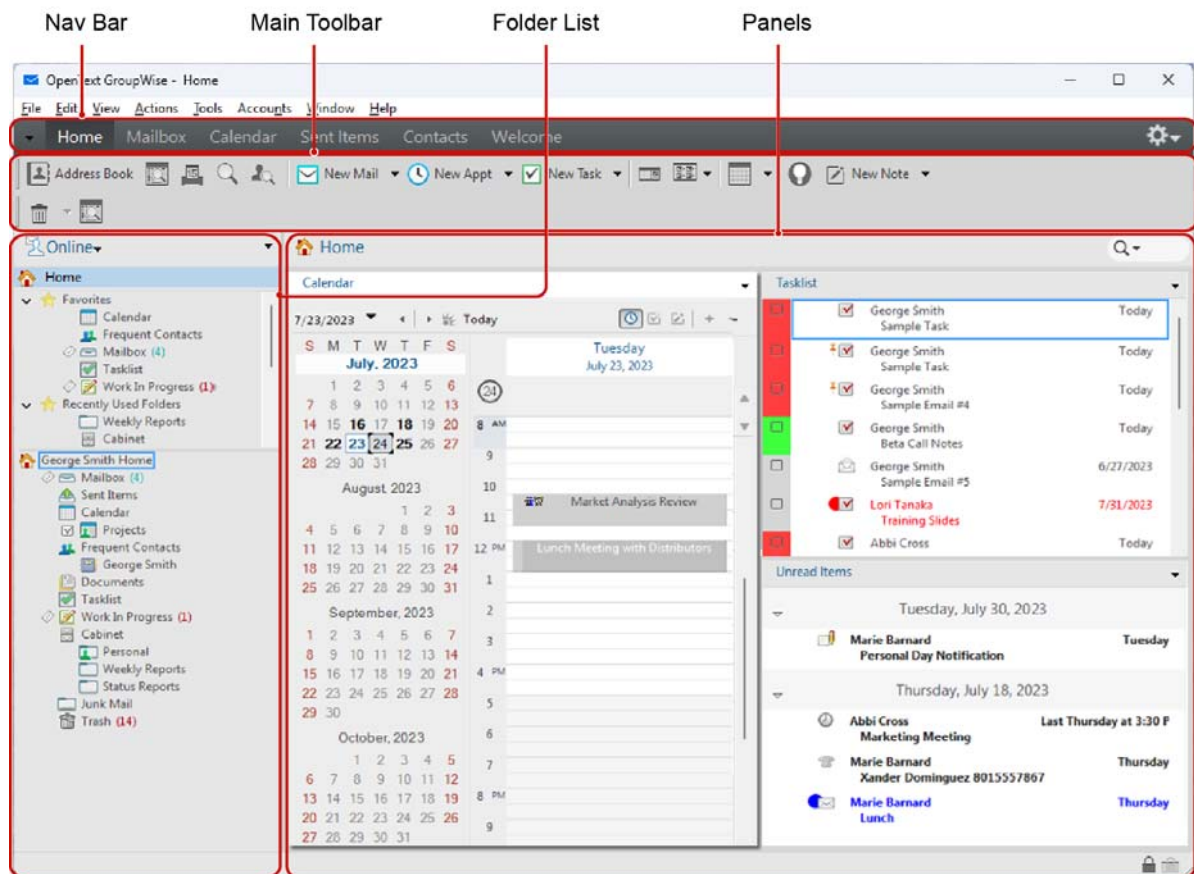 Nav Bar Main Toolbar Folder List Panels
OpenText GroupWise - Home
File Edit View Actions Tools Accounts Window Help
Home Mailbox Calendar Sent Items Contacts Welcome
Address Book New Mail New Appt New Task New Note
Online
Home
Favorites
Calendar
Frequent Contacts
Mailbox (4)
Tasklist
Work In Progress (1)
Recently Used Folders
Weekly Reports
Cabinet
George Smith Home
Mailbox (4)
Sent Items
Calendar
Projects
Frequent Contacts
George Smith
Documents
Tasklist
Work In Progress (1)
Cabinet
Personal
Weekly Reports
Status Reports
Junk Mail
Trash (14)
Home
Calendar
7/23/2023 Today
S M T W T F S
July, 2023
1 2 3 4 5 6
7 8 9 10 11 12 13
14 15 16 17 18 19 20
21 22 23 24 25 26 27
28 29 30 31
August, 2023
1 2 3
4 5 6 7 8 9 10
11 12 13 14 15 16 17
18 19 20 21 22 23 24
25 26 27 28 29 30 31
September, 2023
1 2 3 4 5 6 7
8 9 10 11 12 13 14
15 16 17 18 19 20 21
22 23 24 25 26 27 28
29 30
October, 2023
1 2 3 4 5
6 7 8 9 10 11 12
13 14 15 16 17 18 19
20 21 22 23 24 25 26
27 28 29 30 31
Tuesday
July 23, 2023
24
8 AM
9
10
Market Analysis Review
11
12 PM Lunch Meeting with Distributors
1
2
3
4 PM
5
6
7
8 PM
9
Tasklist
George Smith Today
Sample Task
George Smith Today
Sample Task
George Smith Today
Sample Email #4
George Smith Today
Beta Call Notes
George Smith 6/27/2023
Sample Email #5
Lori Tanaka 7/31/2023
Training Slides
Abbi Cross Today
Unread Items
Tuesday, July 30, 2023
Marie Barnard Tuesday
Personal Day Notification
Thursday, July 18, 2023
Abbi Cross Last Thursday at 3:30 P
Marketing Meeting
Marie Barnard Thursday
Xander Dominguez 8015557867
Marie Barnard Thursday
Lunch